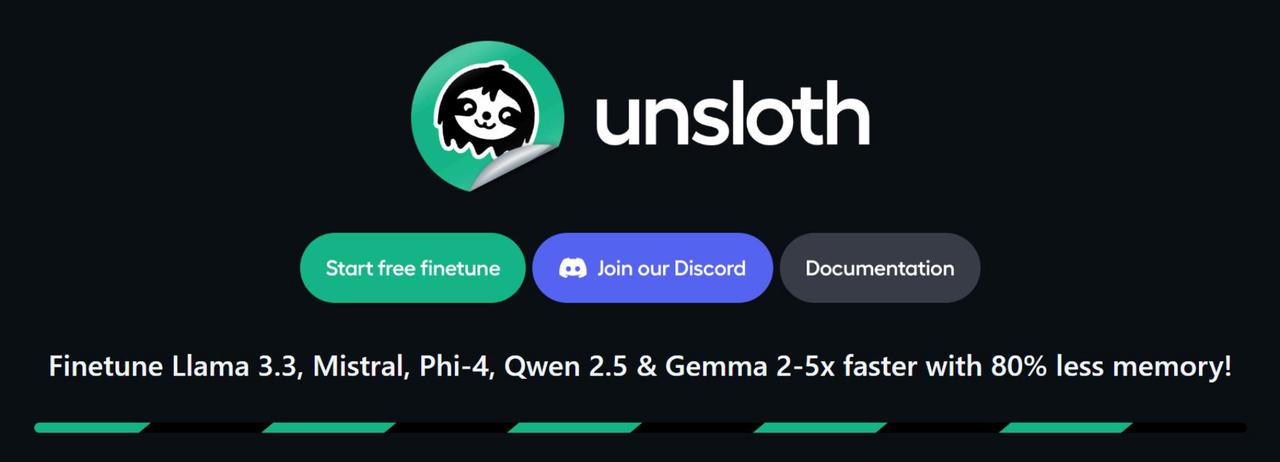 unsloth
Start free finetune
Join our Discord
Documentation
Finetune Llama 3.3, Mistral, Phi-4, Qwen 2.5 & Gemma 2-5x faster with 80% less memory!